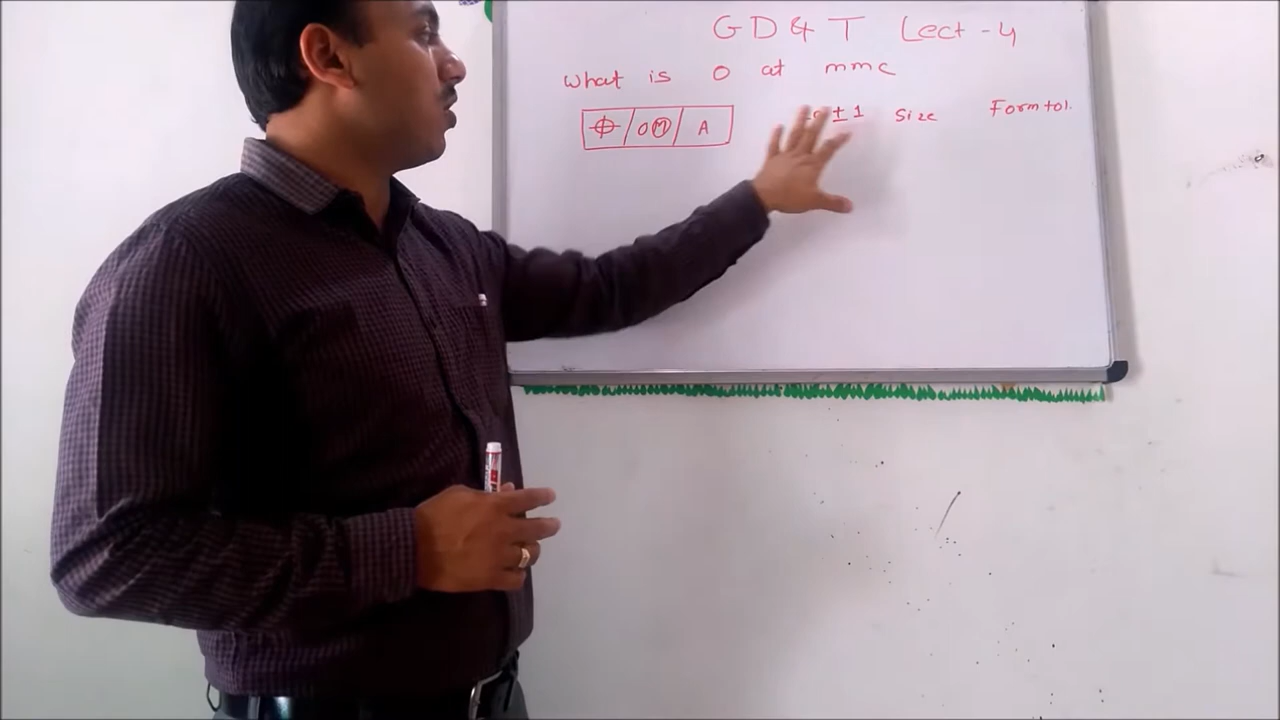 GD&T Lect-4
What is 0 at mmc
⌖ 0Ⓜ A
± 1 Size Form tol.